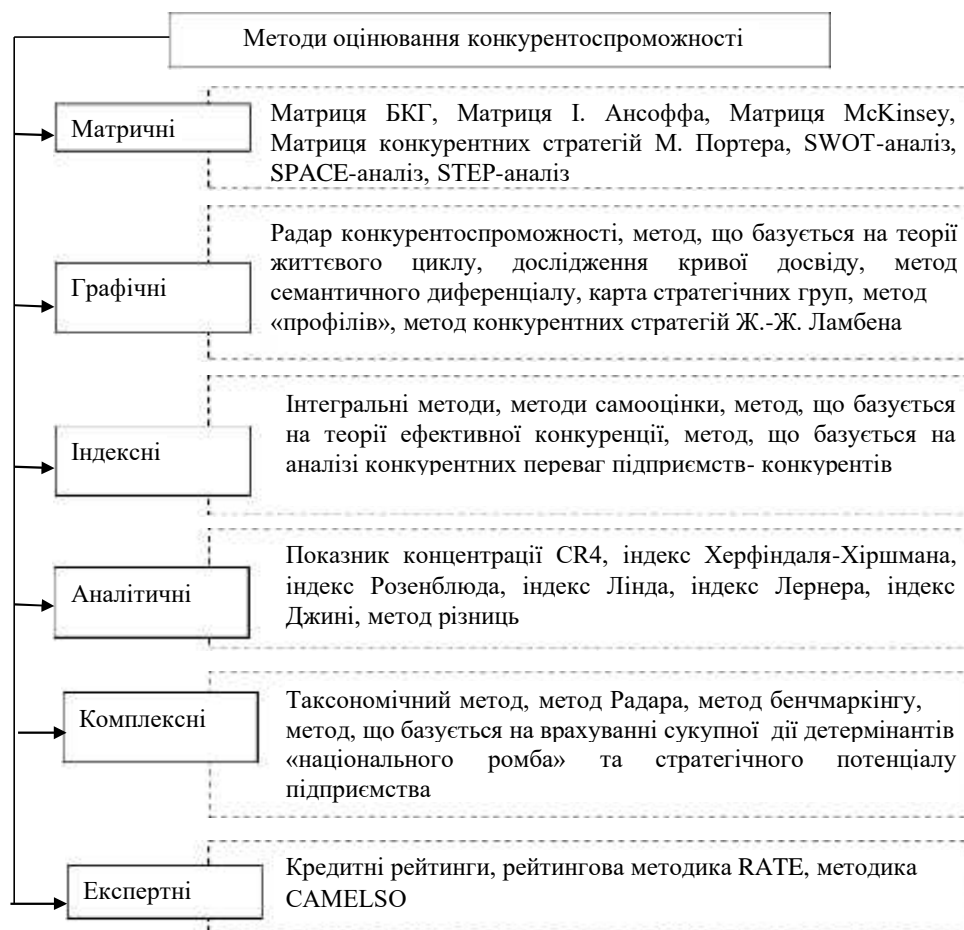 Методи оцінювання конкурентоспроможності
Матричні
Матриця БКГ, Матриця І. Ансоффа, Матриця McKinsey,
Матриця конкурентних стратегій М. Портера, SWOT-аналіз,
SPACE-аналіз, STEP-аналіз
Графічні
Радар конкурентоспроможності, метод, що базується на теорії
життєвого циклу, дослідження кривої досвіду, метод
семантичного диференціалу, карта стратегічних груп, метод
«профілів», метод конкурентних стратегій Ж.-Ж. Ламбена
Індексні
Інтегральні методи, методи самооцінки, метод, що базується
на теорії ефективної конкуренції, метод, що базується на
аналізі конкурентних переваг підприємств- конкурентів
Аналітичні
Показник концентрації CR4, індекс Херфіндаля-Хіршмана,
індекс Розенблюда, індекс Лінда, індекс Лернера, індекс
Джині, метод різниць
Комплексні
Таксономічний метод, метод Радара, метод бенчмаркінгу,
метод, що базується на врахуванні сукупної дії детермінантів
«національного ромба» та стратегічного потенціалу
підприємства
Експертні
Кредитні рейтинги, рейтингова методика RATE, методика
CAMELSO